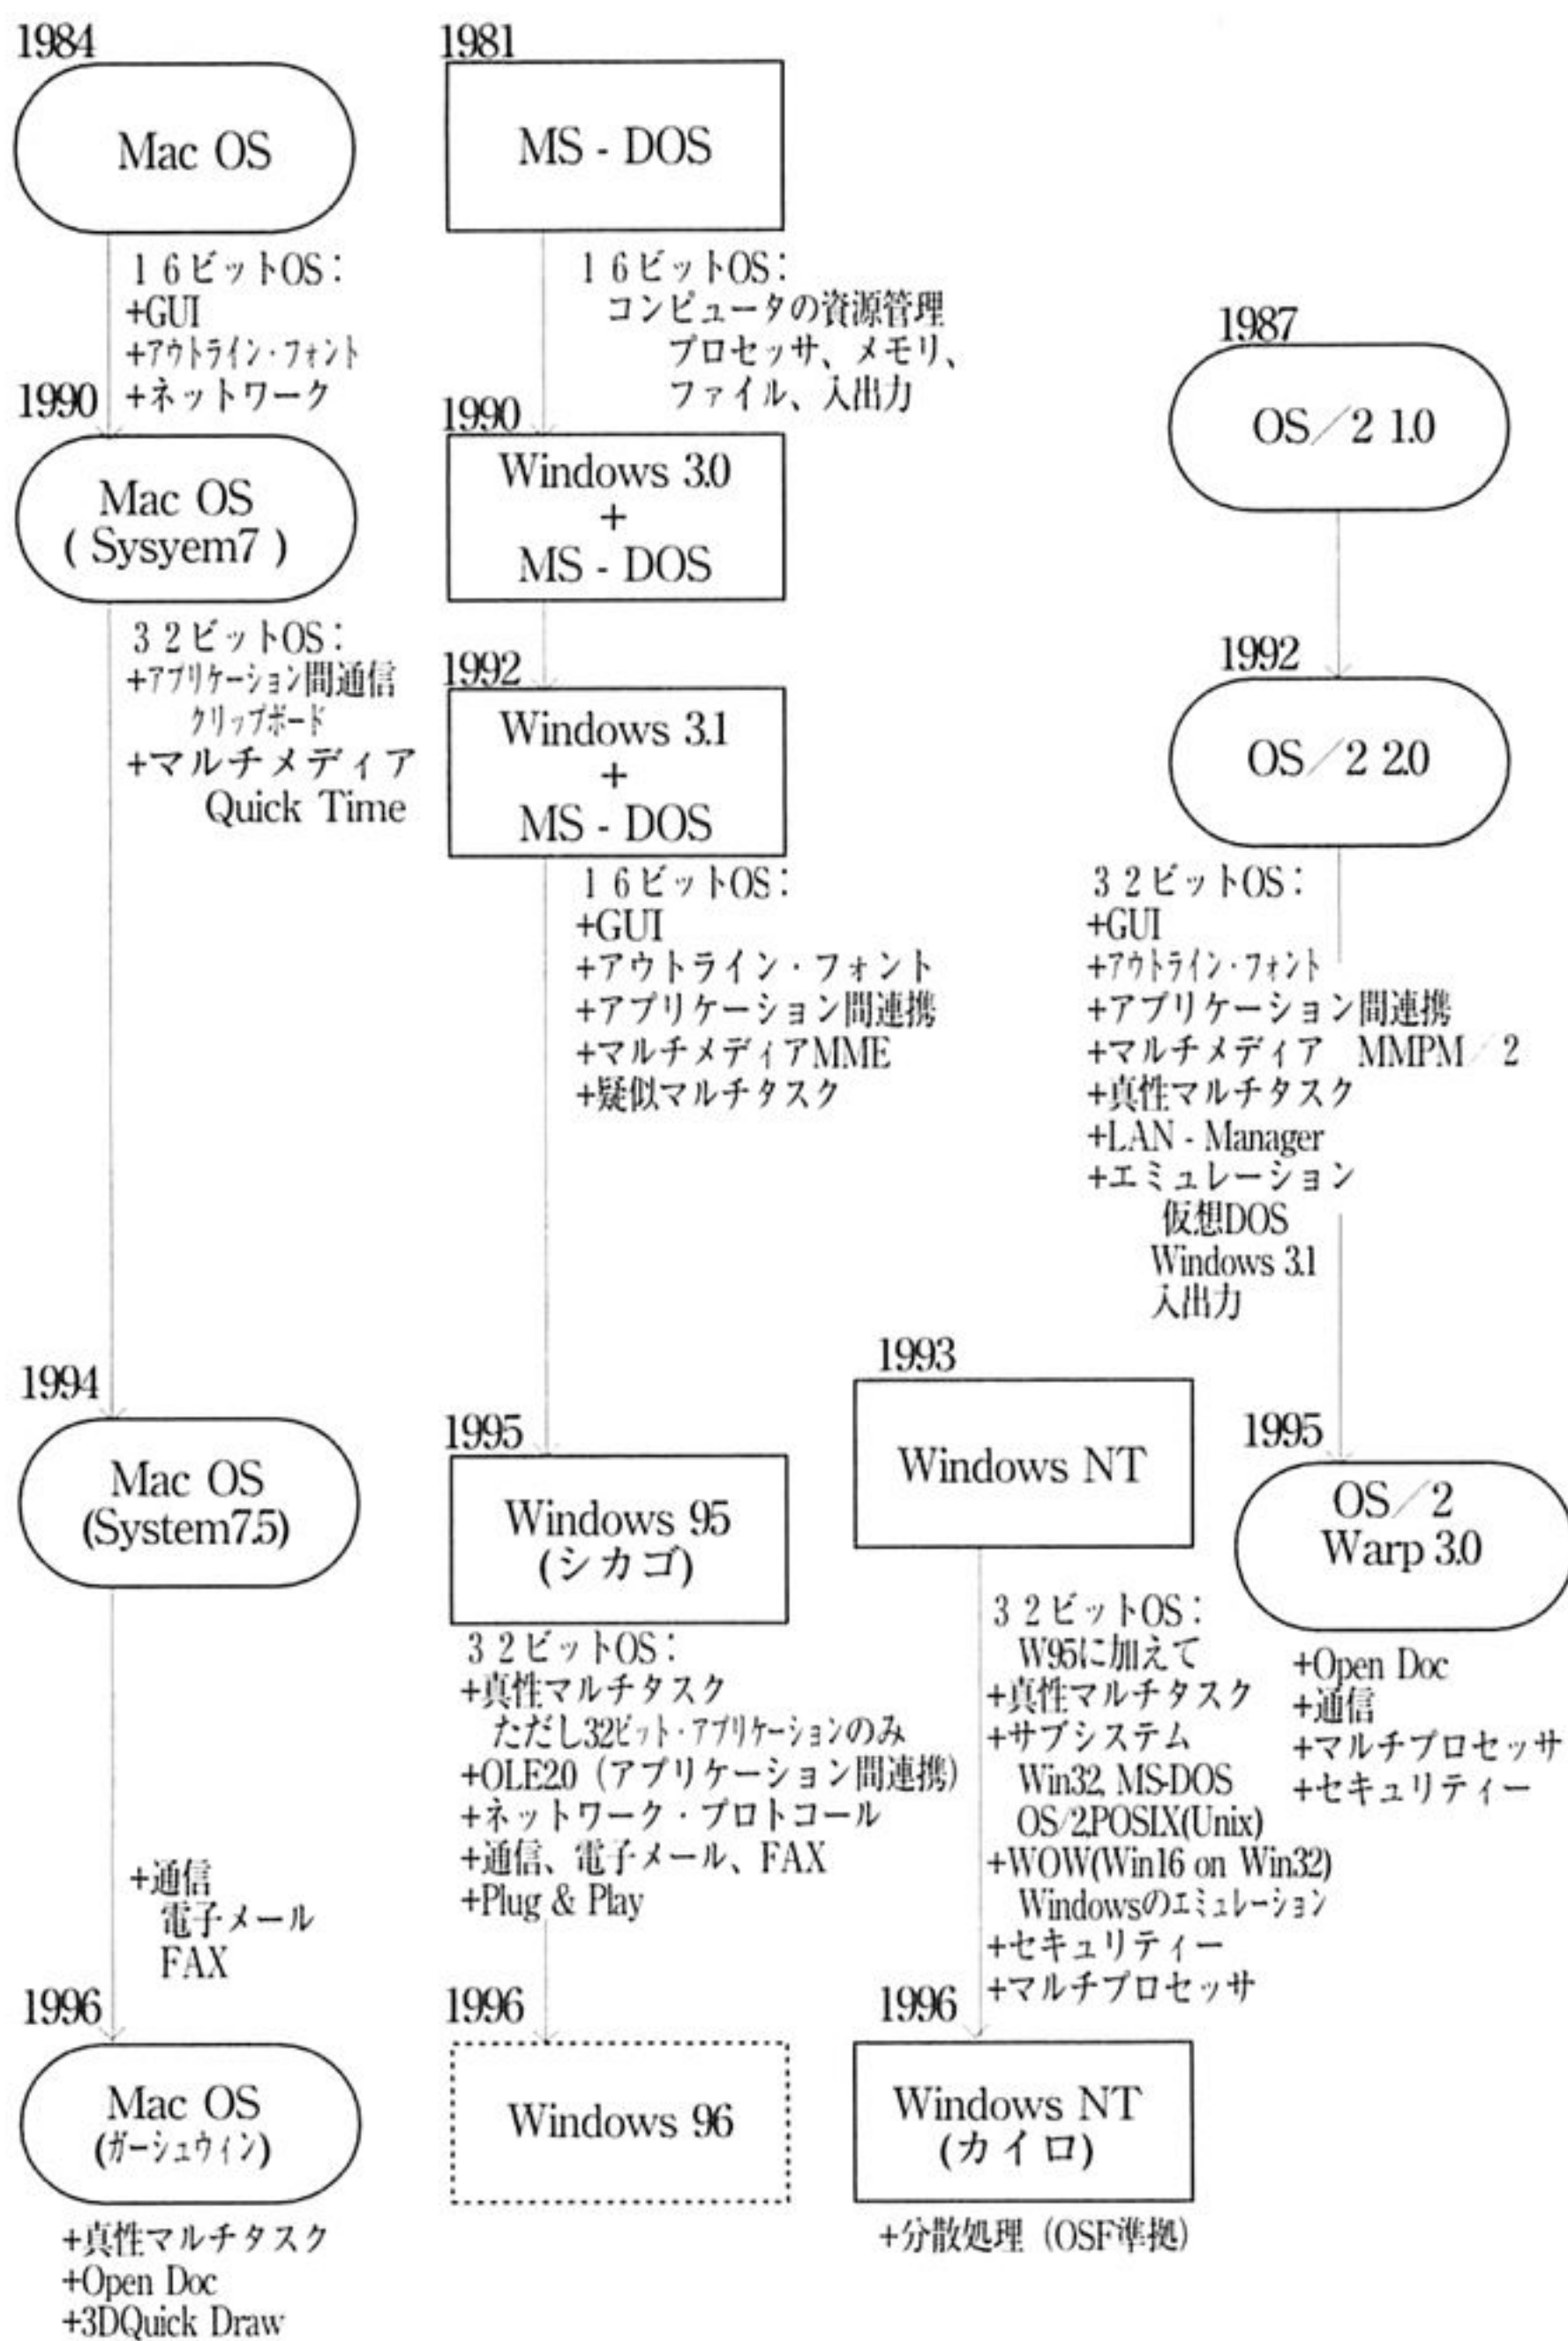 1984
Mac OS
16ビットOS：
+GUI
+アウトライン・フォント
+ネットワーク
1990
Mac OS
( Sysyem7 )
32ビットOS：
+アプリケーション間通信
クリップボード
+マルチメディア
Quick Time
1994
Mac OS
(System7.5)
+通信
電子メール
FAX
1996
Mac OS
(ガーシュウィン)
+真性マルチタスク
+Open Doc
+3DQuick Draw
1981
MS - DOS
16ビットOS：
コンピュータの資源管理
プロセッサ、メモリ、
ファイル、入出力
1990
Windows 3.0
+
MS - DOS
1992
Windows 3.1
+
MS - DOS
16ビットOS：
+GUI
+アウトライン・フォント
+アプリケーション間連携
+マルチメディアMME
+疑似マルチタスク
1995
Windows 95
(シカゴ)
32ビットOS：
+真性マルチタスク
ただし32ビット・アプリケーションのみ
+OLE2.0（アプリケーション間連携）
+ネットワーク・プロトコール
+通信、電子メール、FAX
+Plug & Play
1996
Windows 96
1993
Windows NT
32ビットOS：
W95に加えて
+真性マルチタスク
+サブシステム
Win32, MS-DOS
OS/2,POSIX(Unix)
+WOW(Win16 on Win32)
Windowsのエミュレーション
+セキュリティー
+マルチプロセッサ
1996
Windows NT
(カイロ)
+分散処理（OSF準拠）
1987
OS／2 1.0
1992
OS／2 2.0
32ビットOS：
+GUI
+アウトライン・フォント
+アプリケーション間連携
+マルチメディア　MMPM／2
+真性マルチタスク
+LAN - Manager
+エミュレーション
仮想DOS
Windows 3.1
入出力
1995
OS／2
Warp 3.0
+Open Doc
+通信
+マルチプロセッサ
+セキュリティー